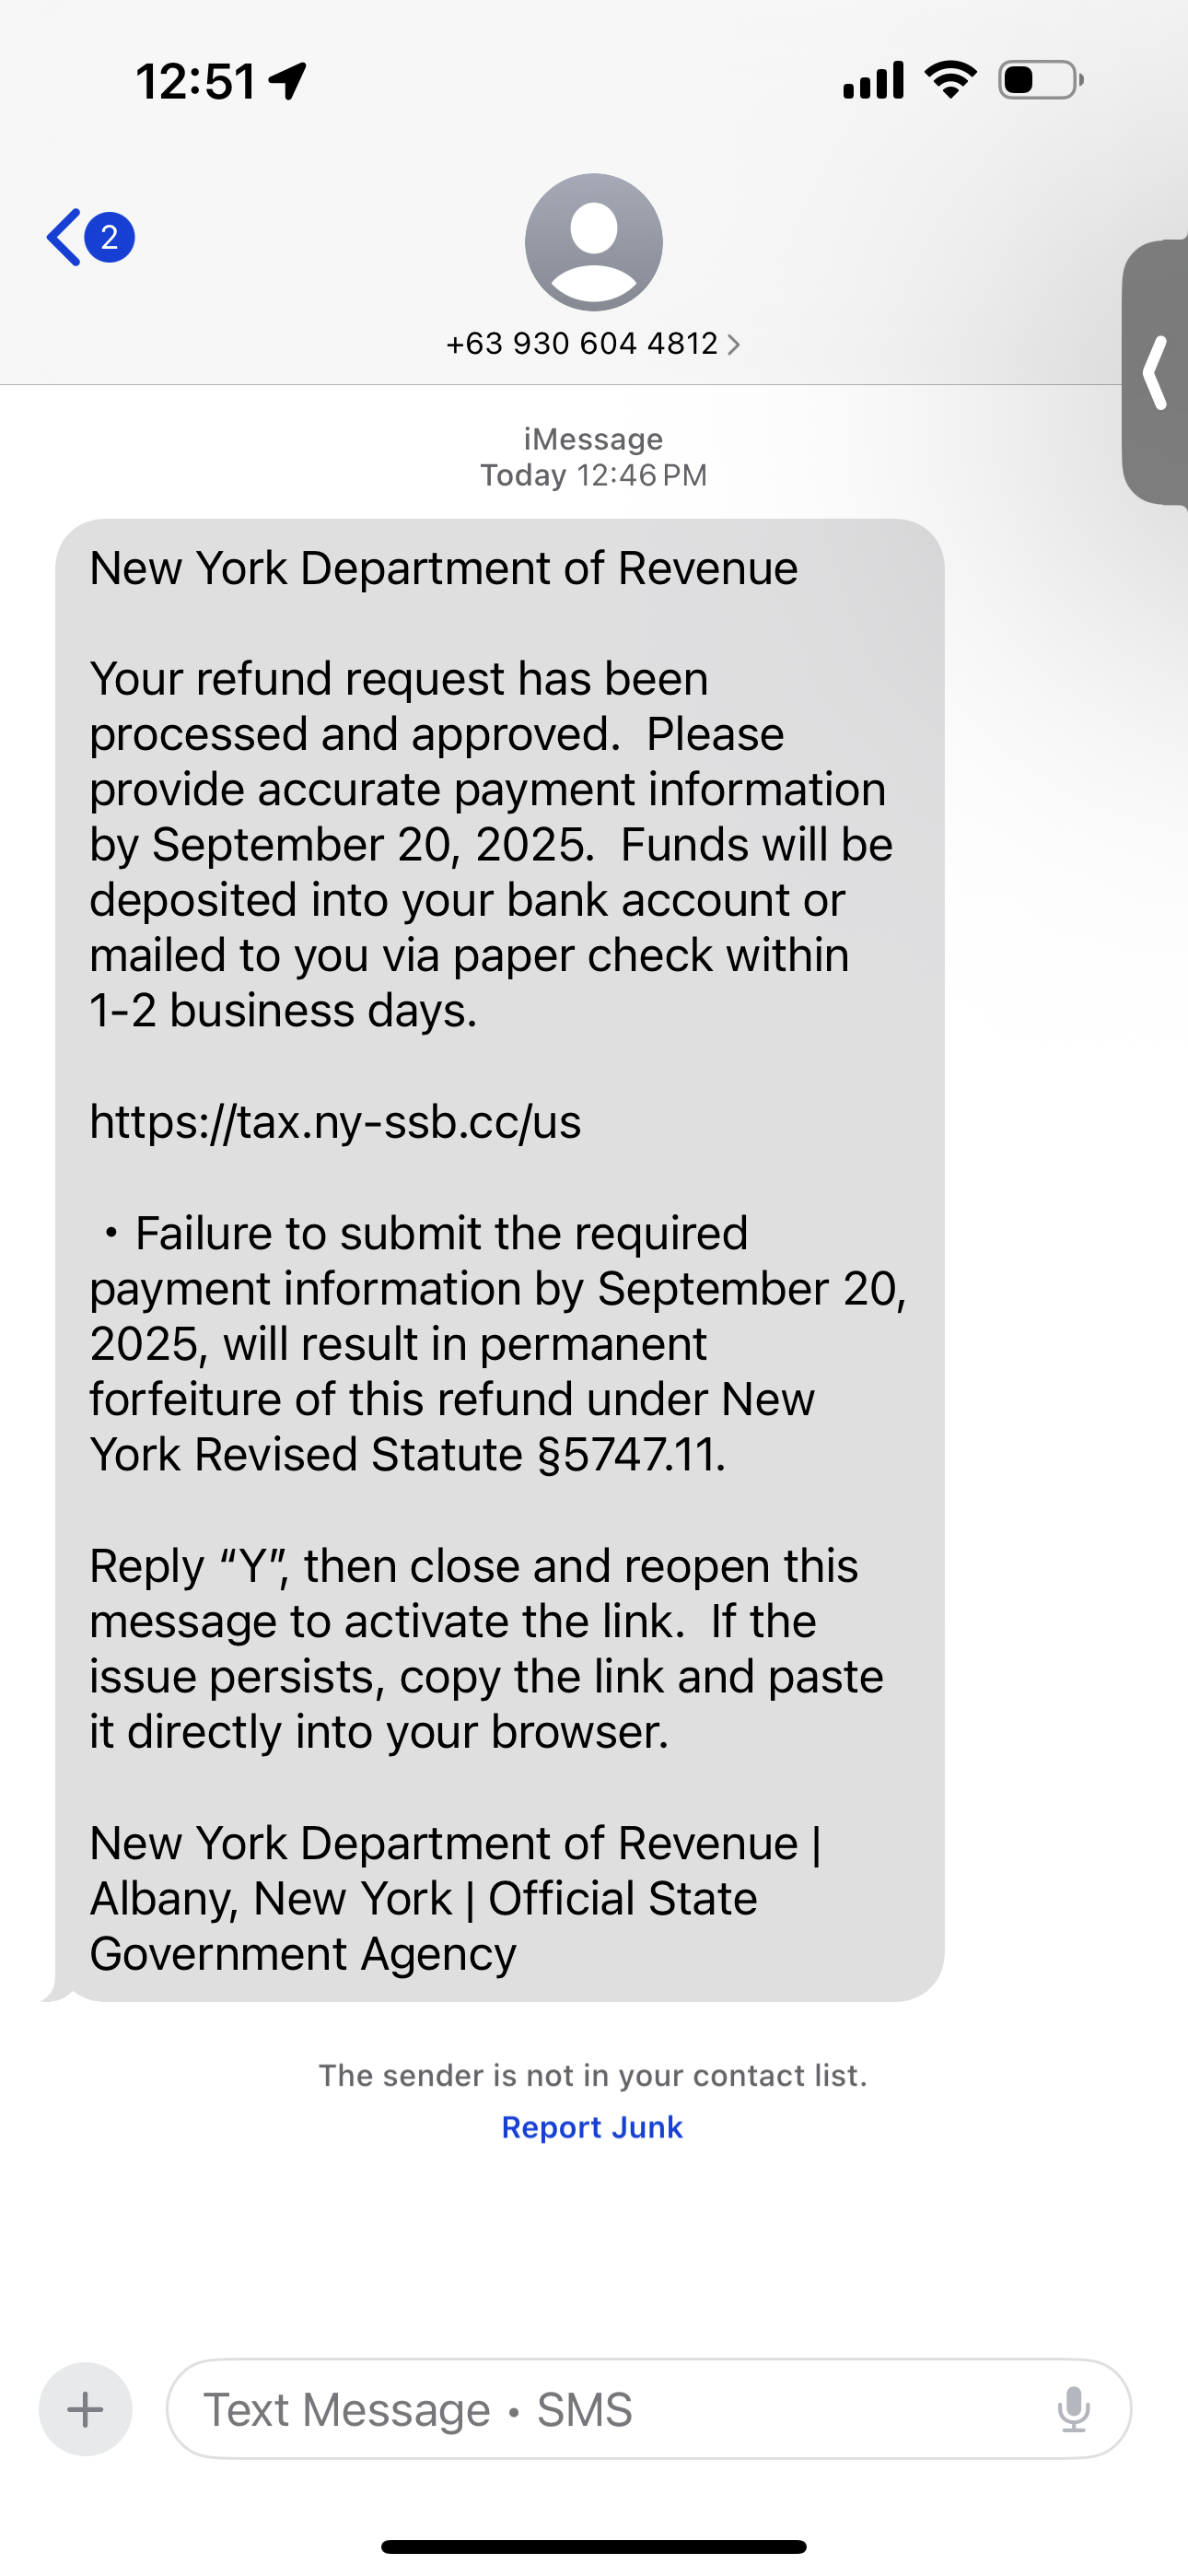 12:51
2
+63 930 604 4812
iMessage
Today 12:46 PM
New York Department of Revenue
Your refund request has been
processed and approved.  Please
provide accurate payment information
by September 20, 2025.  Funds will be
deposited into your bank account or
mailed to you via paper check within
1-2 business days.
https://tax.ny-ssb.cc/us
• Failure to submit the required
payment information by September 20,
2025, will result in permanent
forfeiture of this refund under New
York Revised Statute §5747.11.
Reply “Y”, then close and reopen this
message to activate the link.  If the
issue persists, copy the link and paste
it directly into your browser.
New York Department of Revenue |
Albany, New York | Official State
Government Agency
The sender is not in your contact list.
Report Junk
Text Message • SMS